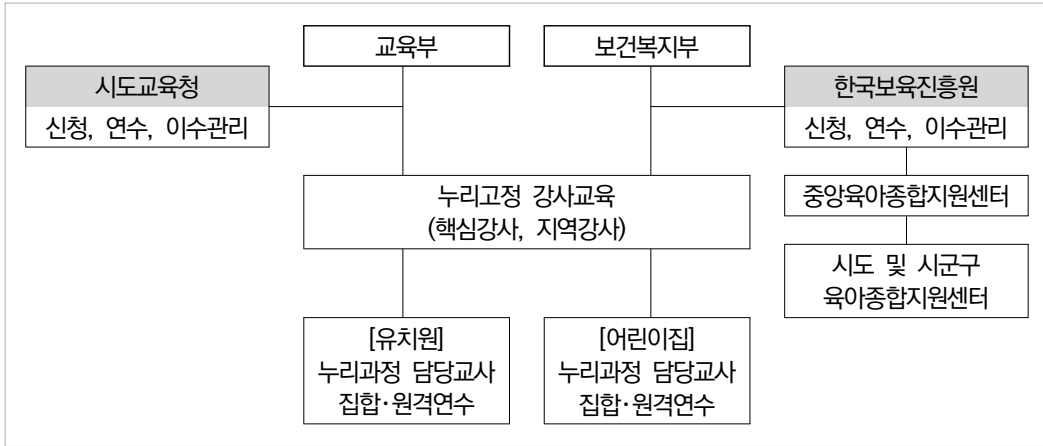 교육부
보건복지부
시도교육청
신청, 연수, 이수관리
한국보육진흥원
신청, 연수, 이수관리
누리고정 강사교육
(핵심강사, 지역강사)
중앙육아종합지원센터
시도 및 시군구
육아종합지원센터
[유치원]
누리과정 담당교사
집합·원격연수
[어린이집]
누리과정 담당교사
집합·원격연수